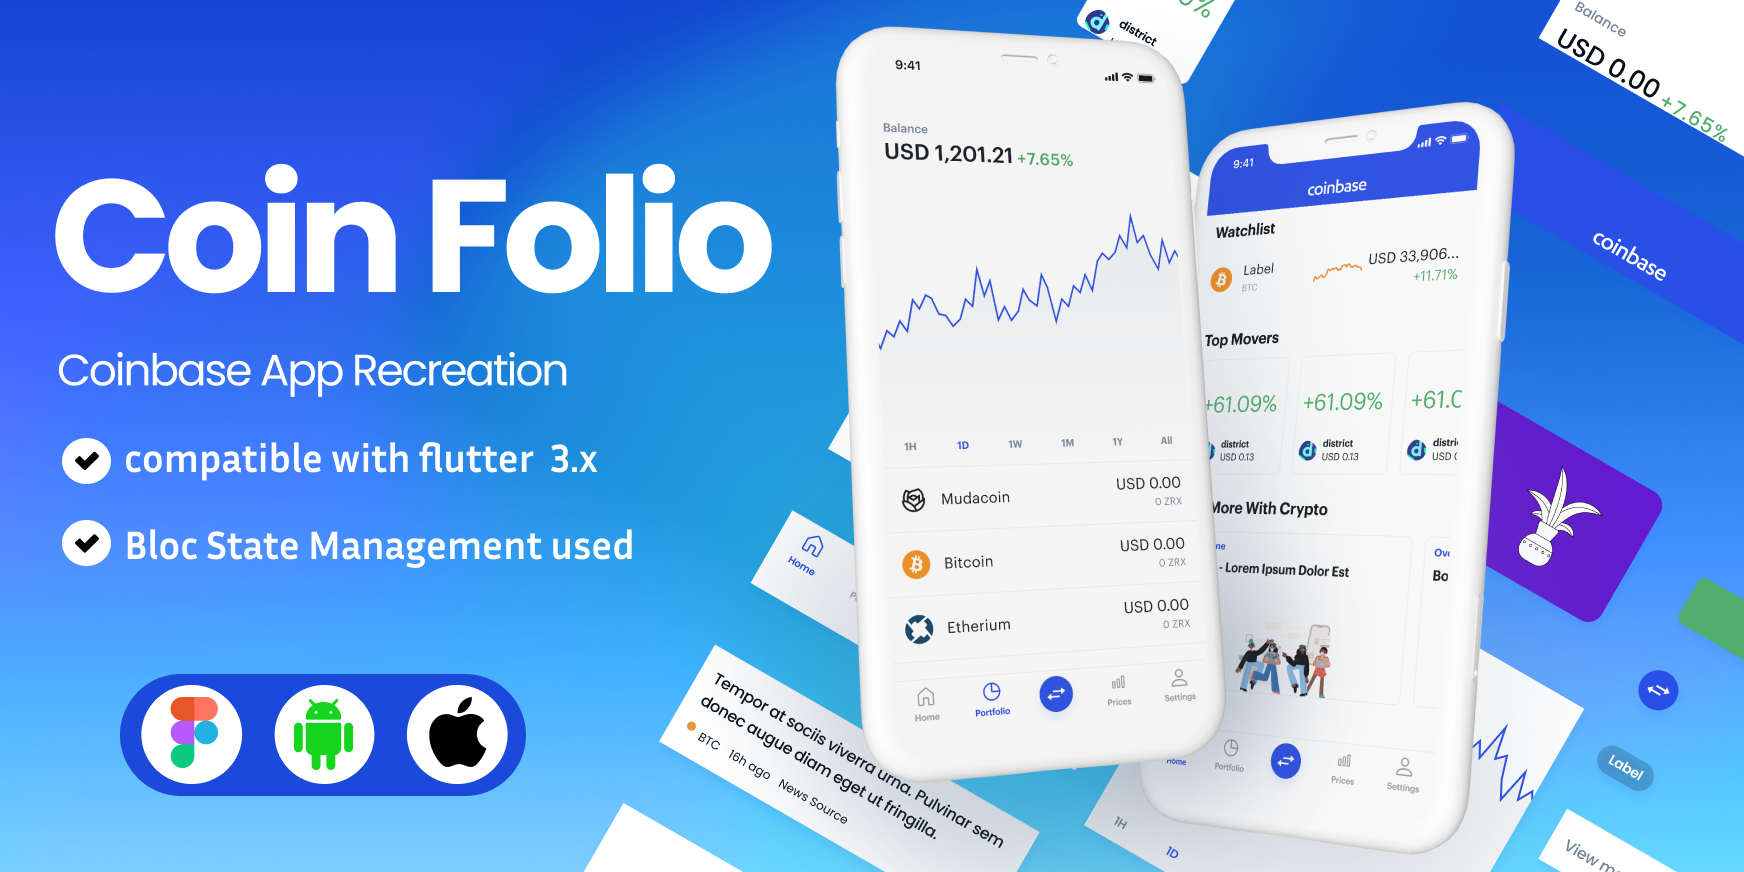 Coin Folio
Coinbase App Recreation
compatible with flutter 3.x
Bloc State Management used
9:41
Balance
USD 1,201.21 +7.65%
1H 1D 1W 1M 1Y All
Mudacoin USD 0.00
0 ZRX
Bitcoin USD 0.00
0 ZRX
Etherium USD 0.00
0 ZRX
Home Portfolio Prices Settings
9:41
coinbase
Watchlist
Label USD 33,906...
BTC +11.71%
Top Movers
+61.09% +61.09% +61.0
district district distri
USD 0.13 USD 0.13 USD
More With Crypto
- Lorem Ipsum Dolor Est
Bo
Home Portfolio Prices Settings
district
Balance
USD 0.00 +7.65%
coinbase
Home
Tempor at sociis viverra urna. Pulvinar sem
donec augue diam eget ut fringilla.
BTC 16h ago News Source
1H
1D
Label
View